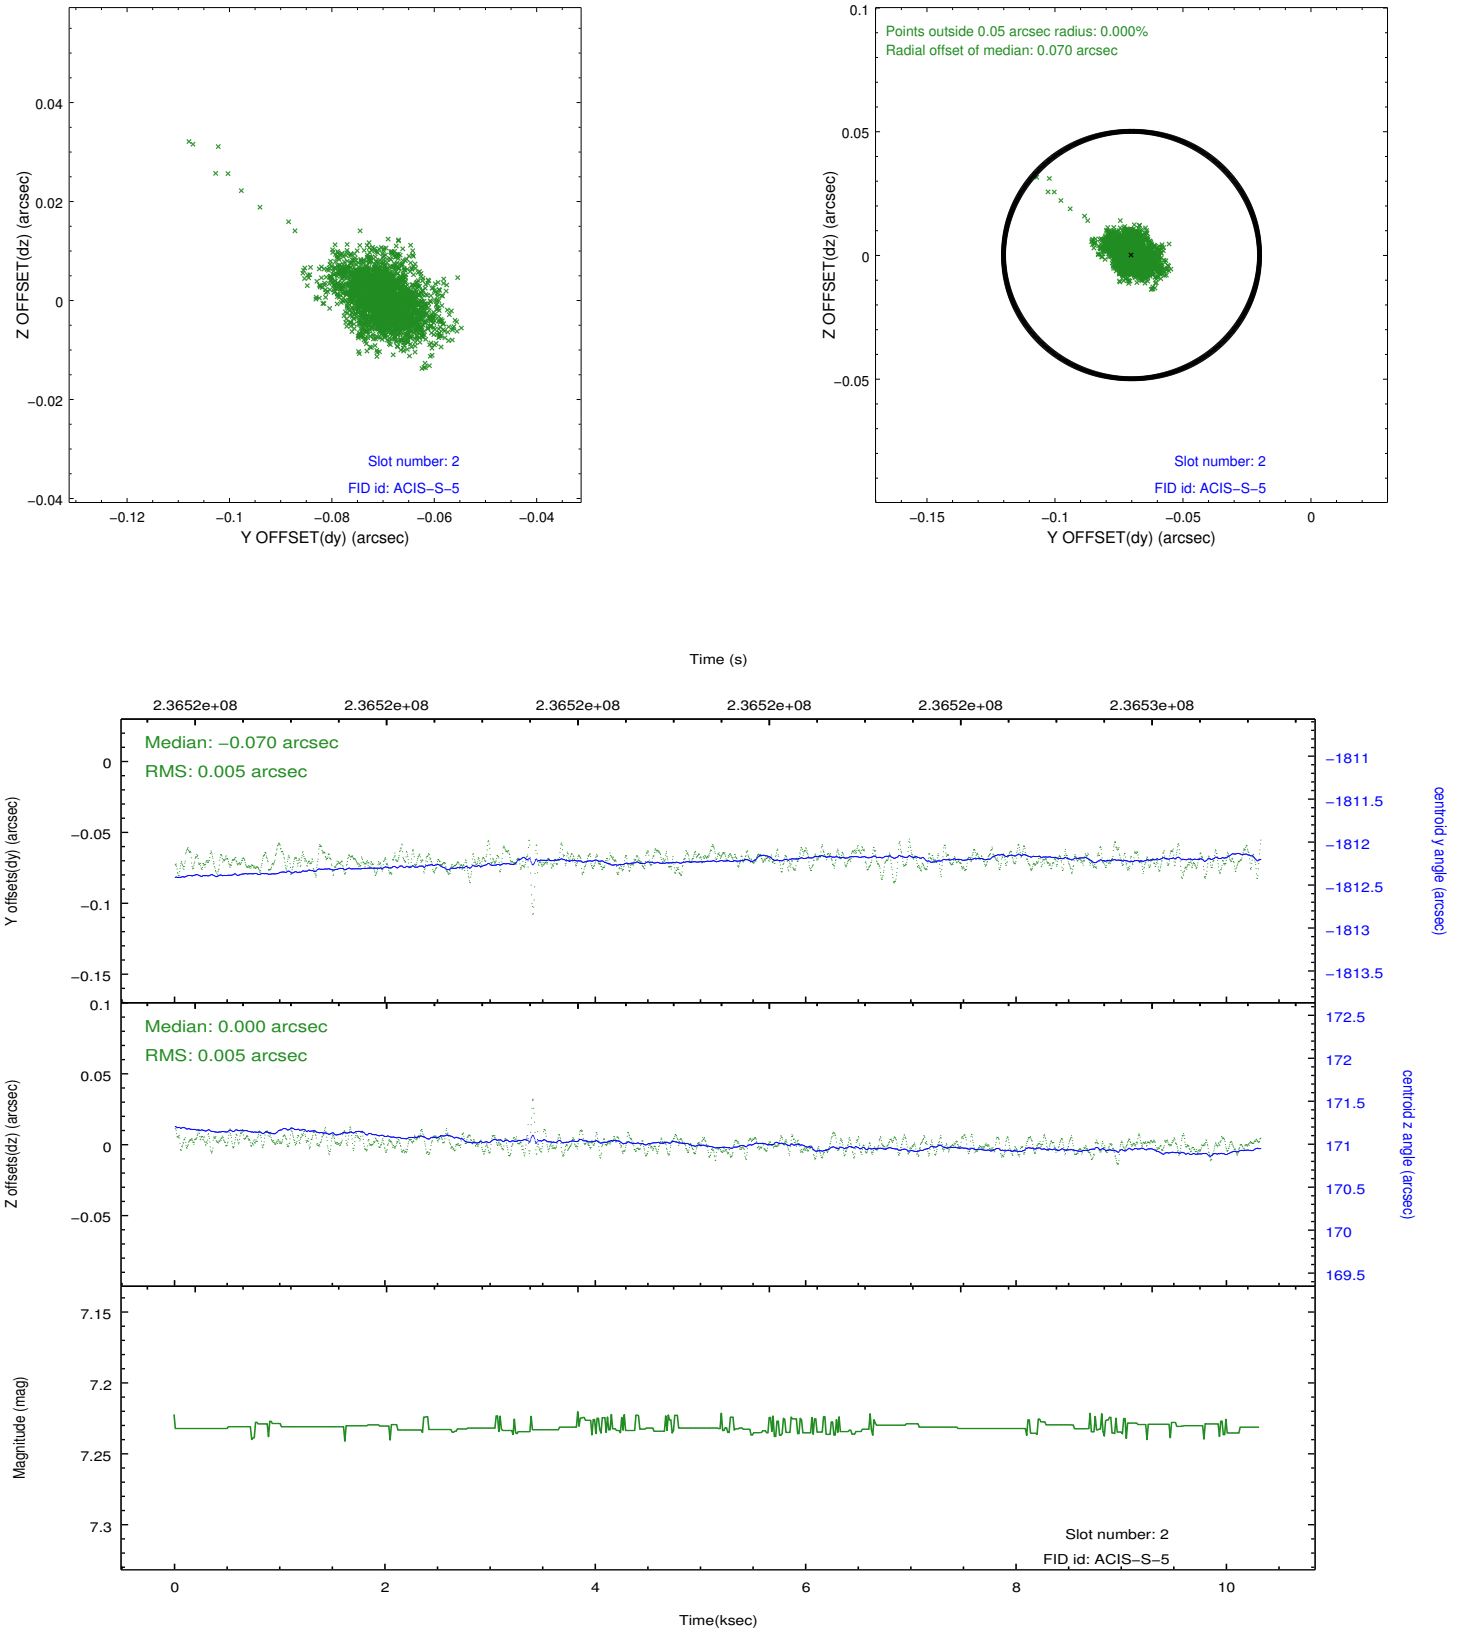 0.04
0.02
0
−0.02
−0.04
Z OFFSET(dz) (arcsec)
Slot number: 2
FID id: ACIS−S−5
−0.12
−0.1
−0.08
−0.06
−0.04
Y OFFSET(dy) (arcsec)
0.1
0.05
0
−0.05
Z OFFSET(dz) (arcsec)
Points outside 0.05 arcsec radius: 0.000%
Radial offset of median: 0.070 arcsec
Slot number: 2
FID id: ACIS−S−5
−0.15
−0.1
−0.05
0
Y OFFSET(dy) (arcsec)
Time (s)
2.3652e+08
2.3652e+08
2.3652e+08
2.3652e+08
2.3652e+08
2.3653e+08
Median: −0.070 arcsec
RMS: 0.005 arcsec
0
−0.05
−0.1
−0.15
Y offsets(dy) (arcsec)
−1811
−1811.5
−1812
−1812.5
−1813
−1813.5
centroid y angle (arcsec)
Median: 0.000 arcsec
RMS: 0.005 arcsec
0.1
0.05
0
−0.05
Z offsets(dz) (arcsec)
172.5
172
171.5
171
170.5
170
169.5
centroid z angle (arcsec)
7.15
7.2
7.25
7.3
Magnitude (mag)
Slot number: 2
FID id: ACIS−S−5
0
2
4
6
8
10
Time(ksec)